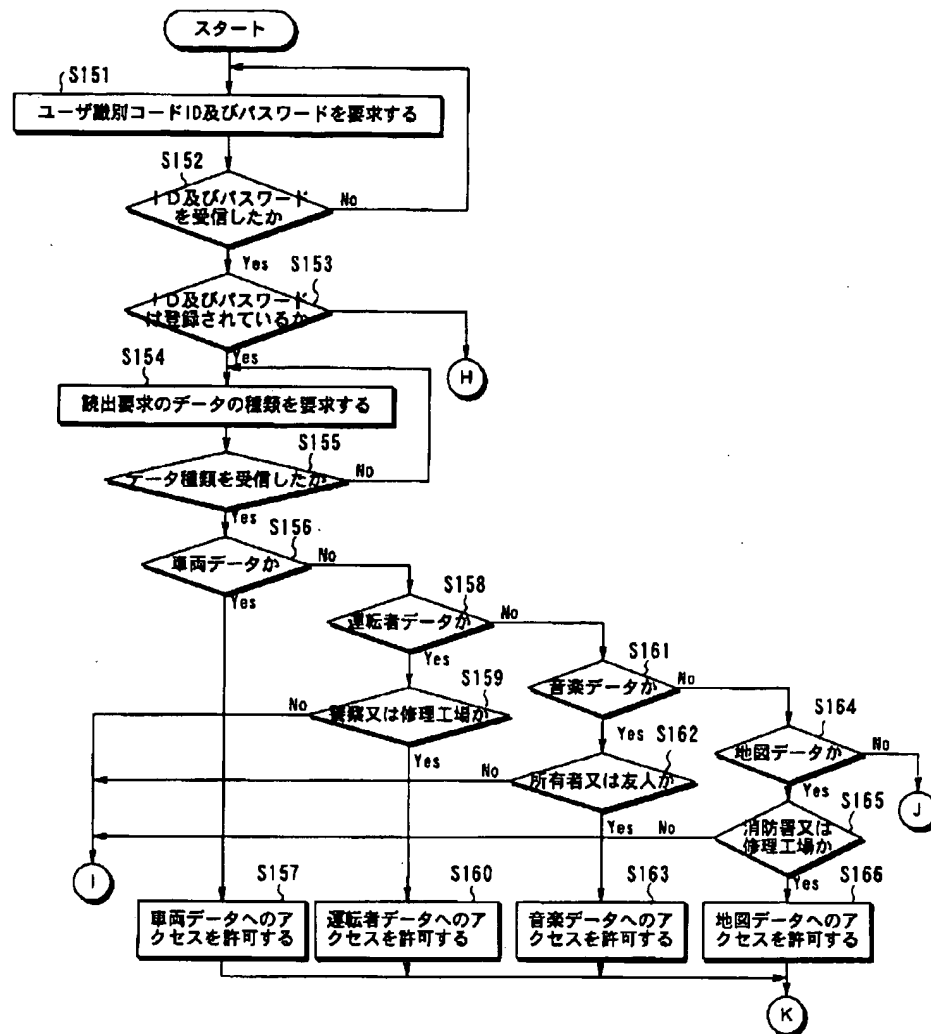 スタート
S151
ユーザ識別コードID及びパスワードを要求する
S152
ID及びパスワード
を受信したか
No
Yes
S153
ID及びパスワード
は登録されているか
Yes
H
S154
読出要求のデータの種類を要求する
S155
データ種類を受信したか
No
Yes
S156
車両データか
No
Yes
S158
運転者データか
No
Yes
S161
音楽データか
No
Yes
S159
警察又は修理工場か
No
Yes
S164
地図データか
No
Yes
J
S162
所有者又は友人か
No
Yes
S165
消防署又は
修理工場か
No
Yes
I
S157
車両データへのア
クセスを許可する
S160
運転者データへのア
クセスを許可する
S163
音楽データへのア
クセスを許可する
S166
地図データへのア
クセスを許可する
K